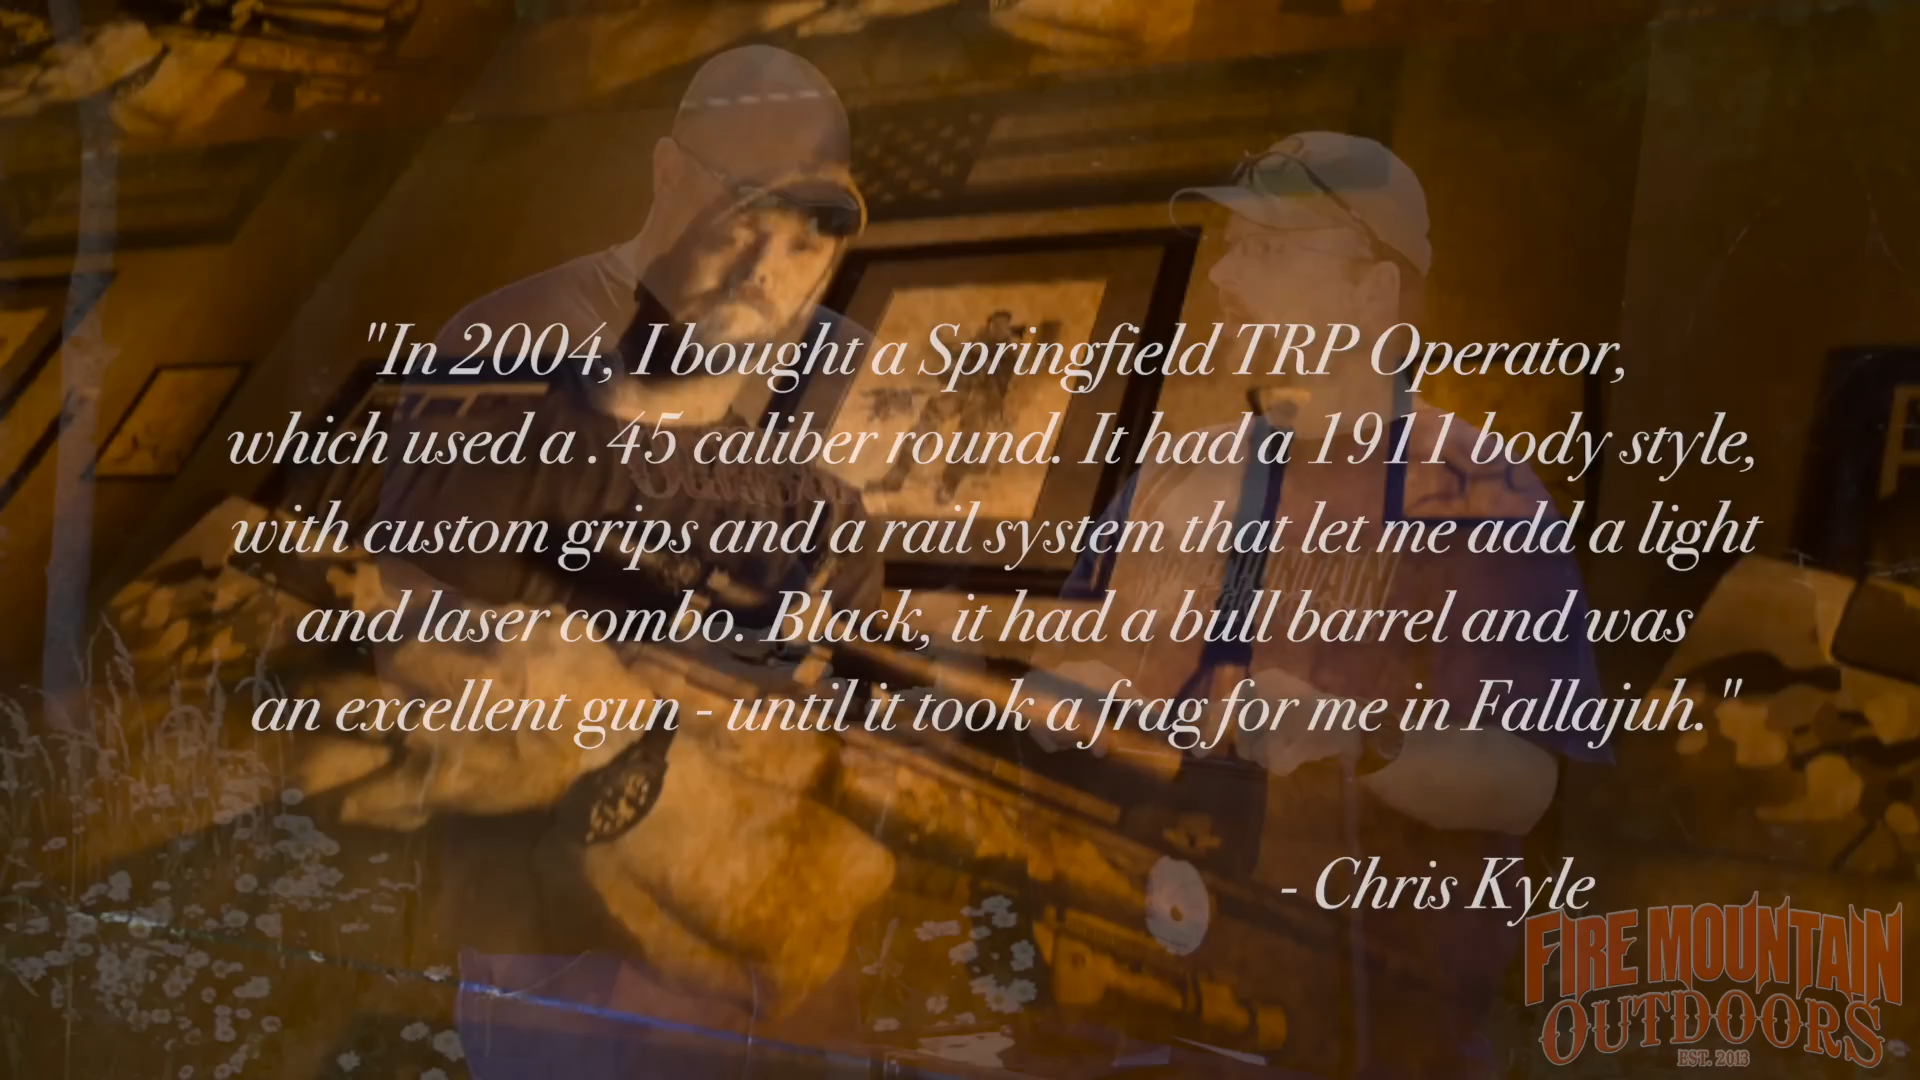 "In 2004, I bought a Springfield TRP Operator,
which used a .45 caliber round. It had a 1911 body style,
with custom grips and a rail system that let me add a light
and laser combo. Black, it had a bull barrel and was
an excellent gun - until it took a frag for me in Fallajuh."
- Chris Kyle
FIRE MOUNTAIN
OUTDOORS
EST. 2013